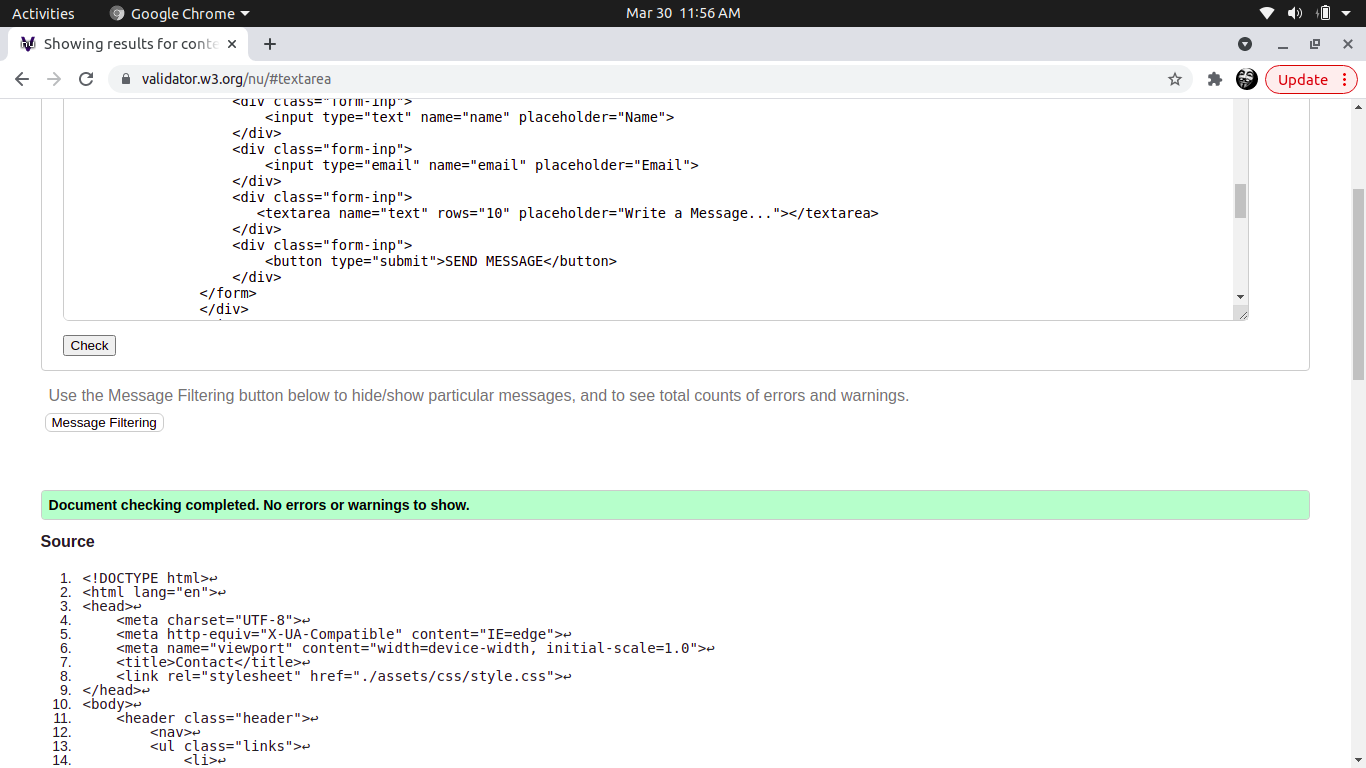 Activities
Google Chrome
Mar 30 11:56 AM
Showing results for conte
validator.w3.org/nu/#textarea
Update
<div class="form-inp">
<input type="text" name="name" placeholder="Name">
</div>
<div class="form-inp">
<input type="email" name="email" placeholder="Email">
</div>
<div class="form-inp">
<textarea name="text" rows="10" placeholder="Write a Message..."></textarea>
</div>
<div class="form-inp">
<button type="submit">SEND MESSAGE</button>
</div>
</form>
</div>
Check
Use the Message Filtering button below to hide/show particular messages, and to see total counts of errors and warnings.
Message Filtering
Document checking completed. No errors or warnings to show.
Source
1. <!DOCTYPE html>↩
2. <html lang="en">↩
3. <head>↩
4. <meta charset="UTF-8">↩
5. <meta http-equiv="X-UA-Compatible" content="IE=edge">↩
6. <meta name="viewport" content="width=device-width, initial-scale=1.0">↩
7. <title>Contact</title>↩
8. <link rel="stylesheet" href="./assets/css/style.css">↩
9. </head>↩
10. <body>↩
11. <header class="header">↩
12. <nav>↩
13. <ul class="links">↩
14. <li>↩